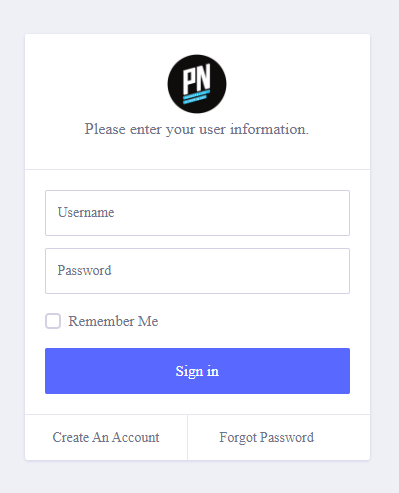 PN
Please enter your user information.
Username
Password
Remember Me
Sign in
Create An Account
Forgot Password